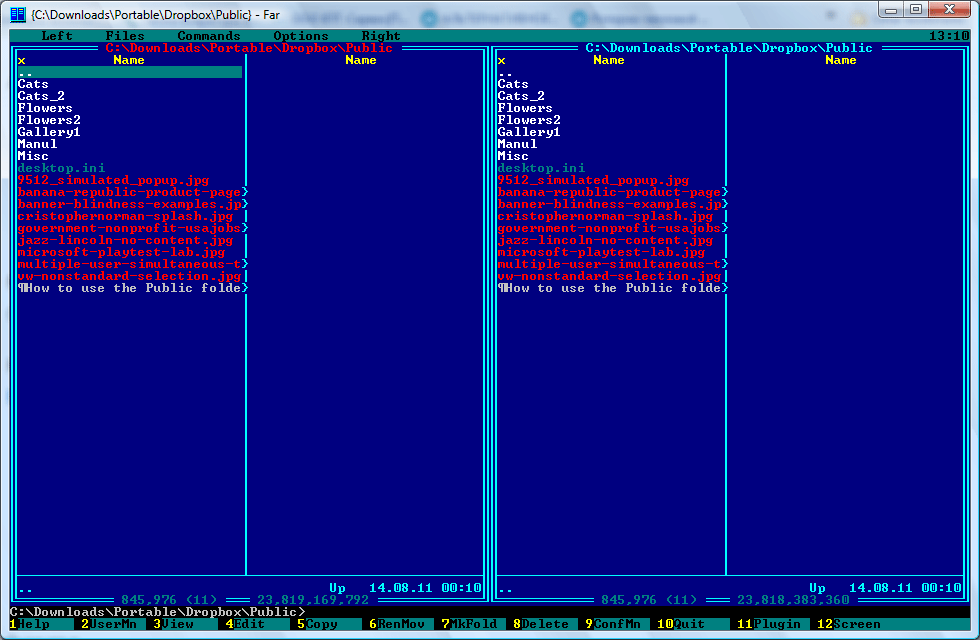 {C:\Downloads\Portable\Dropbox\Public} - Far
Left Files Commands Options Right 13:10
C:\Downloads\Portable\Dropbox\Public
x Name Name
..
Cats
Cats_2
Flowers
Flowers2
Gallery1
Manul
Misc
desktop.ini
9512_simulated_popup.jpg
banana-republic-product-page}
banner-blindness-examples.jp}
cristophernorman-splash.jpg
government-nonprofit-usajobs}
jazz-lincoln-no-content.jpg
microsoft-playtest-lab.jpg
multiple-user-simultaneous-t}
vw-nonstandard-selection.jpg
¶How to use the Public folde}
.. Up 14.08.11 00:10
845,976 (11) 23,819,169,792
C:\Downloads\Portable\Dropbox\Public
x Name Name
..
Cats
Cats_2
Flowers
Flowers2
Gallery1
Manul
Misc
desktop.ini
9512_simulated_popup.jpg
banana-republic-product-page}
banner-blindness-examples.jp}
cristophernorman-splash.jpg
government-nonprofit-usajobs}
jazz-lincoln-no-content.jpg
microsoft-playtest-lab.jpg
multiple-user-simultaneous-t}
vw-nonstandard-selection.jpg
¶How to use the Public folde}
.. Up 14.08.11 00:10
845,976 (11) 23,818,383,360
C:\Downloads\Portable\Dropbox\Public>
1Help 2UserMn 3View 4Edit 5Copy 6RenMov 7MkFold 8Delete 9ConfMn 10Quit 11Plugin 12Screen